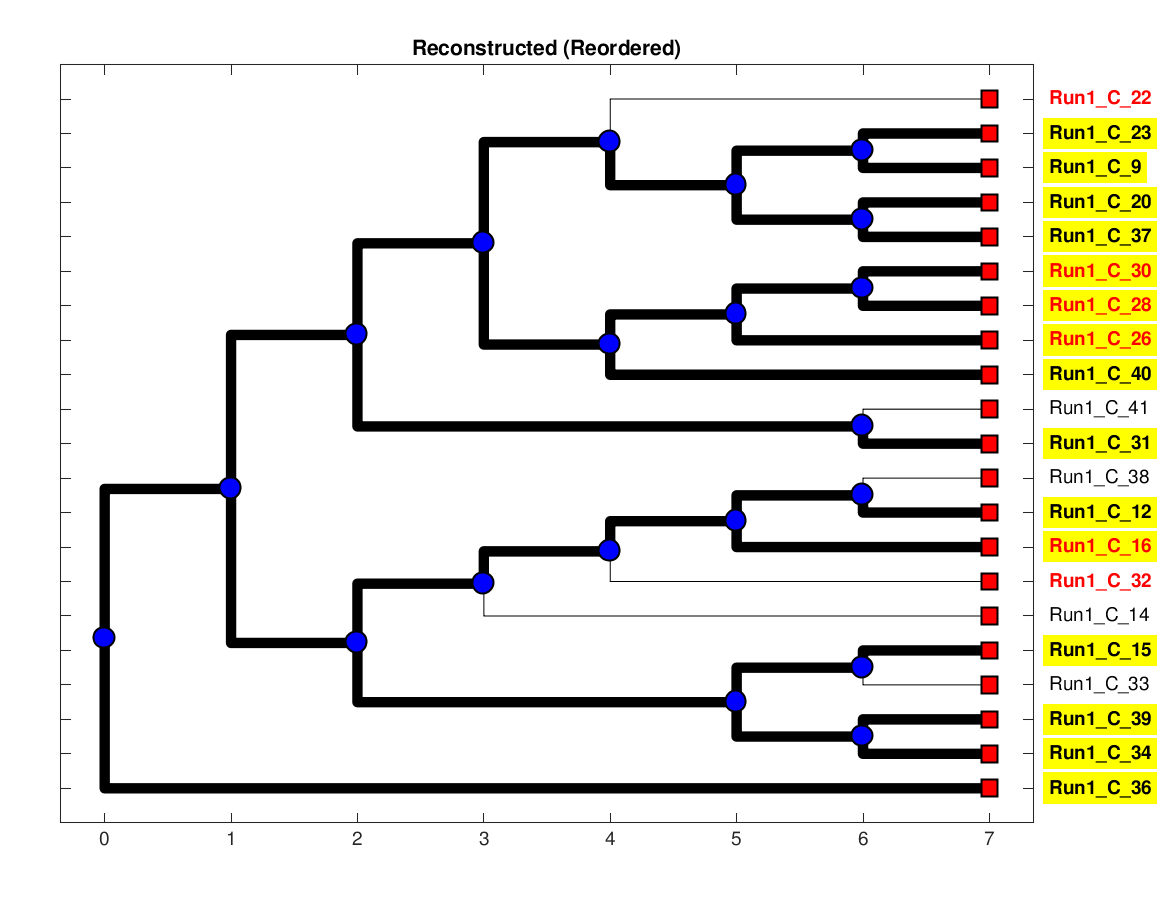 Reconstructed (Reordered)
Run1_C_22
Run1_C_23
Run1_C_9
Run1_C_20
Run1_C_37
Run1_C_30
Run1_C_28
Run1_C_26
Run1_C_40
Run1_C_41
Run1_C_31
Run1_C_38
Run1_C_12
Run1_C_16
Run1_C_32
Run1_C_14
Run1_C_15
Run1_C_33
Run1_C_39
Run1_C_34
Run1_C_36
0 1 2 3 4 5 6 7